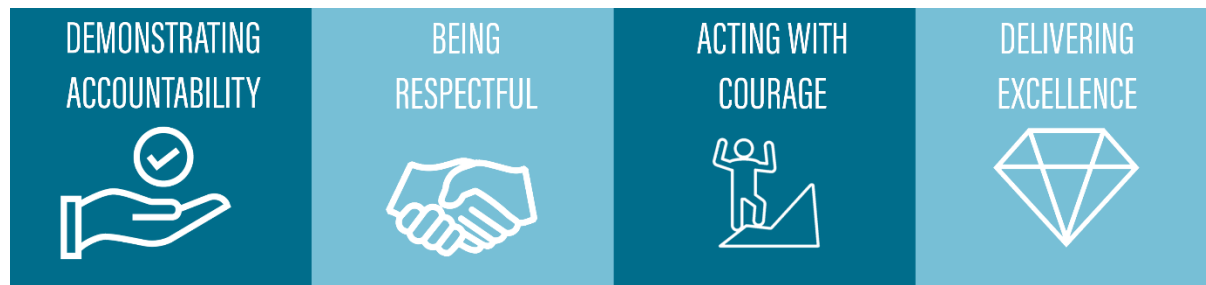 DEMONSTRATING
ACCOUNTABILITY
BEING
RESPECTFUL
ACTING WITH
COURAGE
DELIVERING
EXCELLENCE